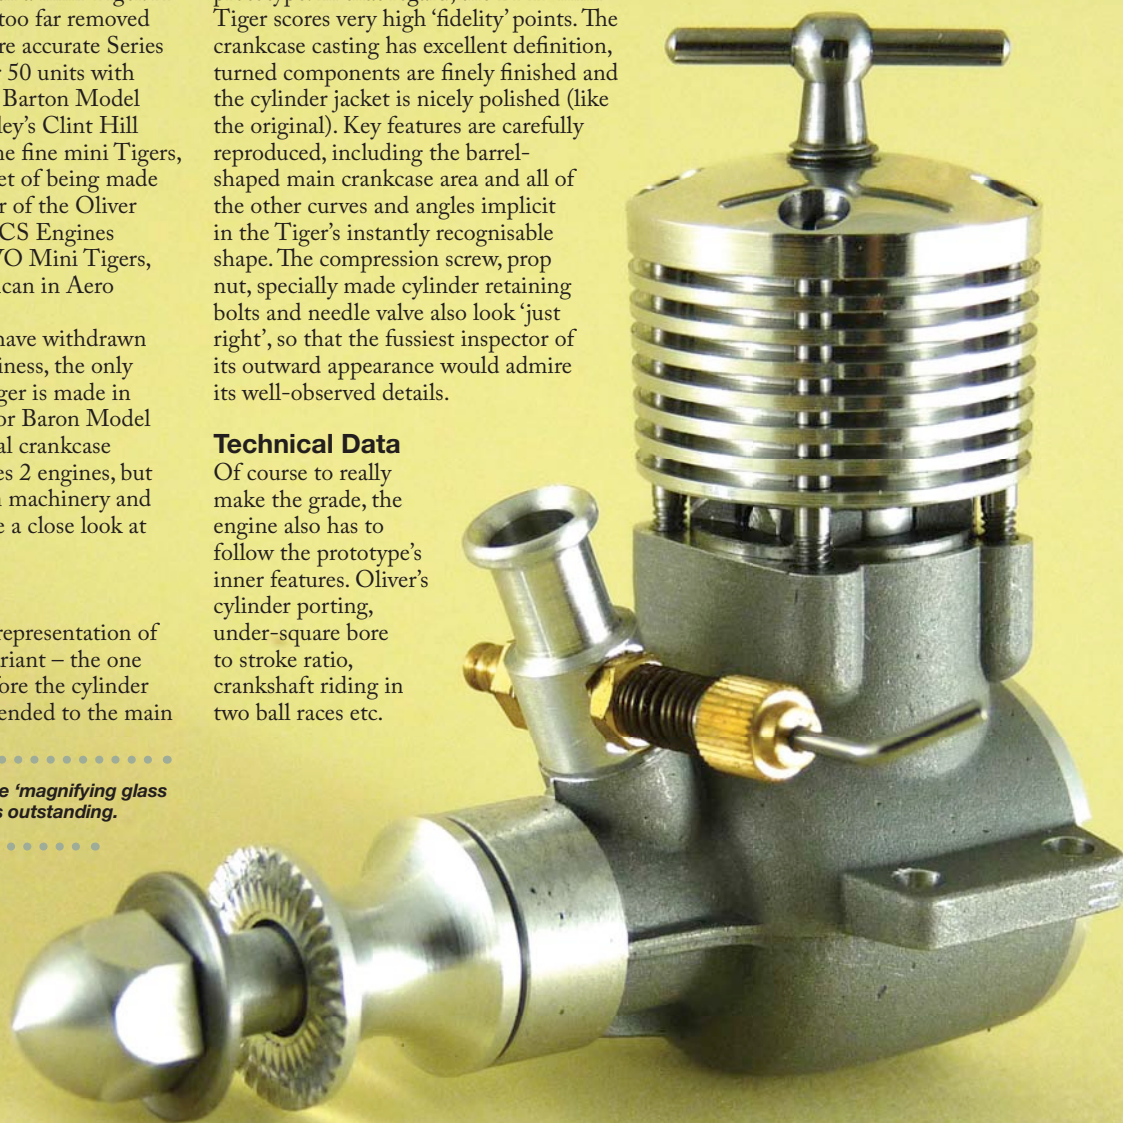 too far removed
re accurate Series
50 units with
Barton Model
ley’s Clint Hill
ne fine mini Tigers,
et of being made
r of the Oliver
CS Engines
VO Mini Tigers,
ican in Aero
have withdrawn
iness, the only
ger is made in
or Baron Model
al crankcase
es 2 engines, but
n machinery and
e a close look at
representation of
riant – the one
fore the cylinder
ended to the main
e ‘magnifying glass
s outstanding.
Tiger scores very high ‘fidelity’ points. The
crankcase casting has excellent definition,
turned components are finely finished and
the cylinder jacket is nicely polished (like
the original). Key features are carefully
reproduced, including the barrel-
shaped main crankcase area and all of
the other curves and angles implicit
in the Tiger’s instantly recognisable
shape. The compression screw, prop
nut, specially made cylinder retaining
bolts and needle valve also look ‘just
right’, so that the fussiest inspector of
its outward appearance would admire
its well-observed details.
Technical Data
Of course to really
make the grade, the
engine also has to
follow the prototype’s
inner features. Oliver’s
cylinder porting,
under-square bore
to stroke ratio,
crankshaft riding in
two ball races etc.